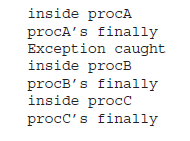 inside procA
procA’s finally
Exception caught
inside procB
procB’s finally
inside procC
procC’s finally